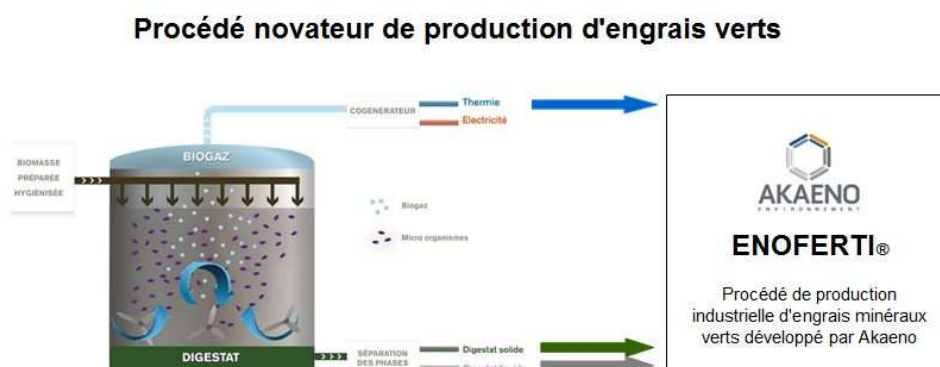 Procédé novateur de production d'engrais verts
COGÉNERATEUR
Thermie
Electricité
BIOMASSE
PRÉPARÉE
HYGIÉNISÉE
BIOGAZ
Biogaz
Micro organismes
DIGESTAT
SÉPARATION
DES PHASES
Digestat solide
AKAENO
ENVIRONNEMENT
ENOFERTI®
Procédé de production
industrielle d'engrais minéraux
verts développé par Akaeno